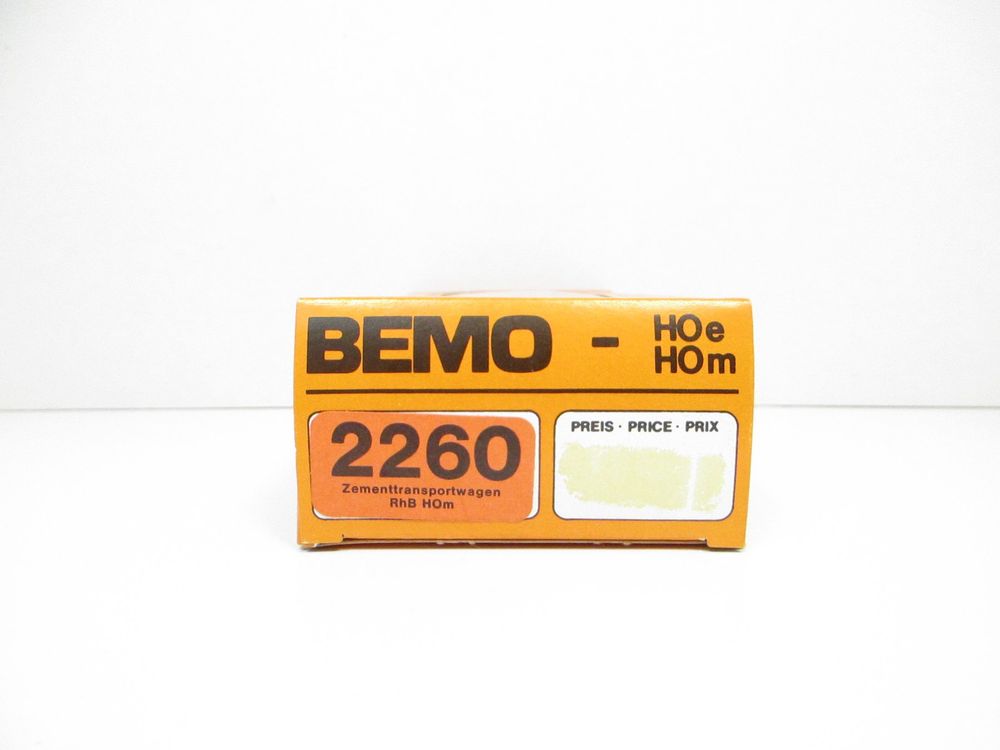 BEMO - HOe
HOm
2260
Zementtransportwagen
RhB HOm
PREIS · PRICE · PRIX